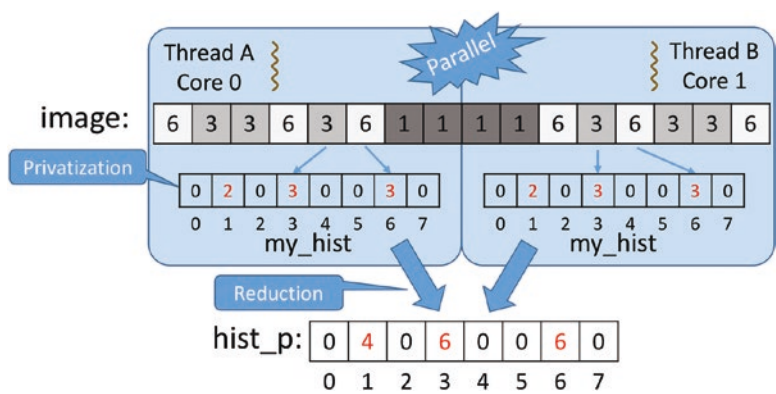 Thread A
Core 0
Parallel
Thread B
Core 1
image: 6 3 3 6 3 6 1 1 1 1 6 3 6 3 3 6
Privatization
0 2 0 3 0 0 3 0
0 1 2 3 4 5 6 7
my_hist
0 2 0 3 0 0 3 0
0 1 2 3 4 5 6 7
my_hist
Reduction
hist_p: 0 4 0 6 0 0 6 0
0 1 2 3 4 5 6 7